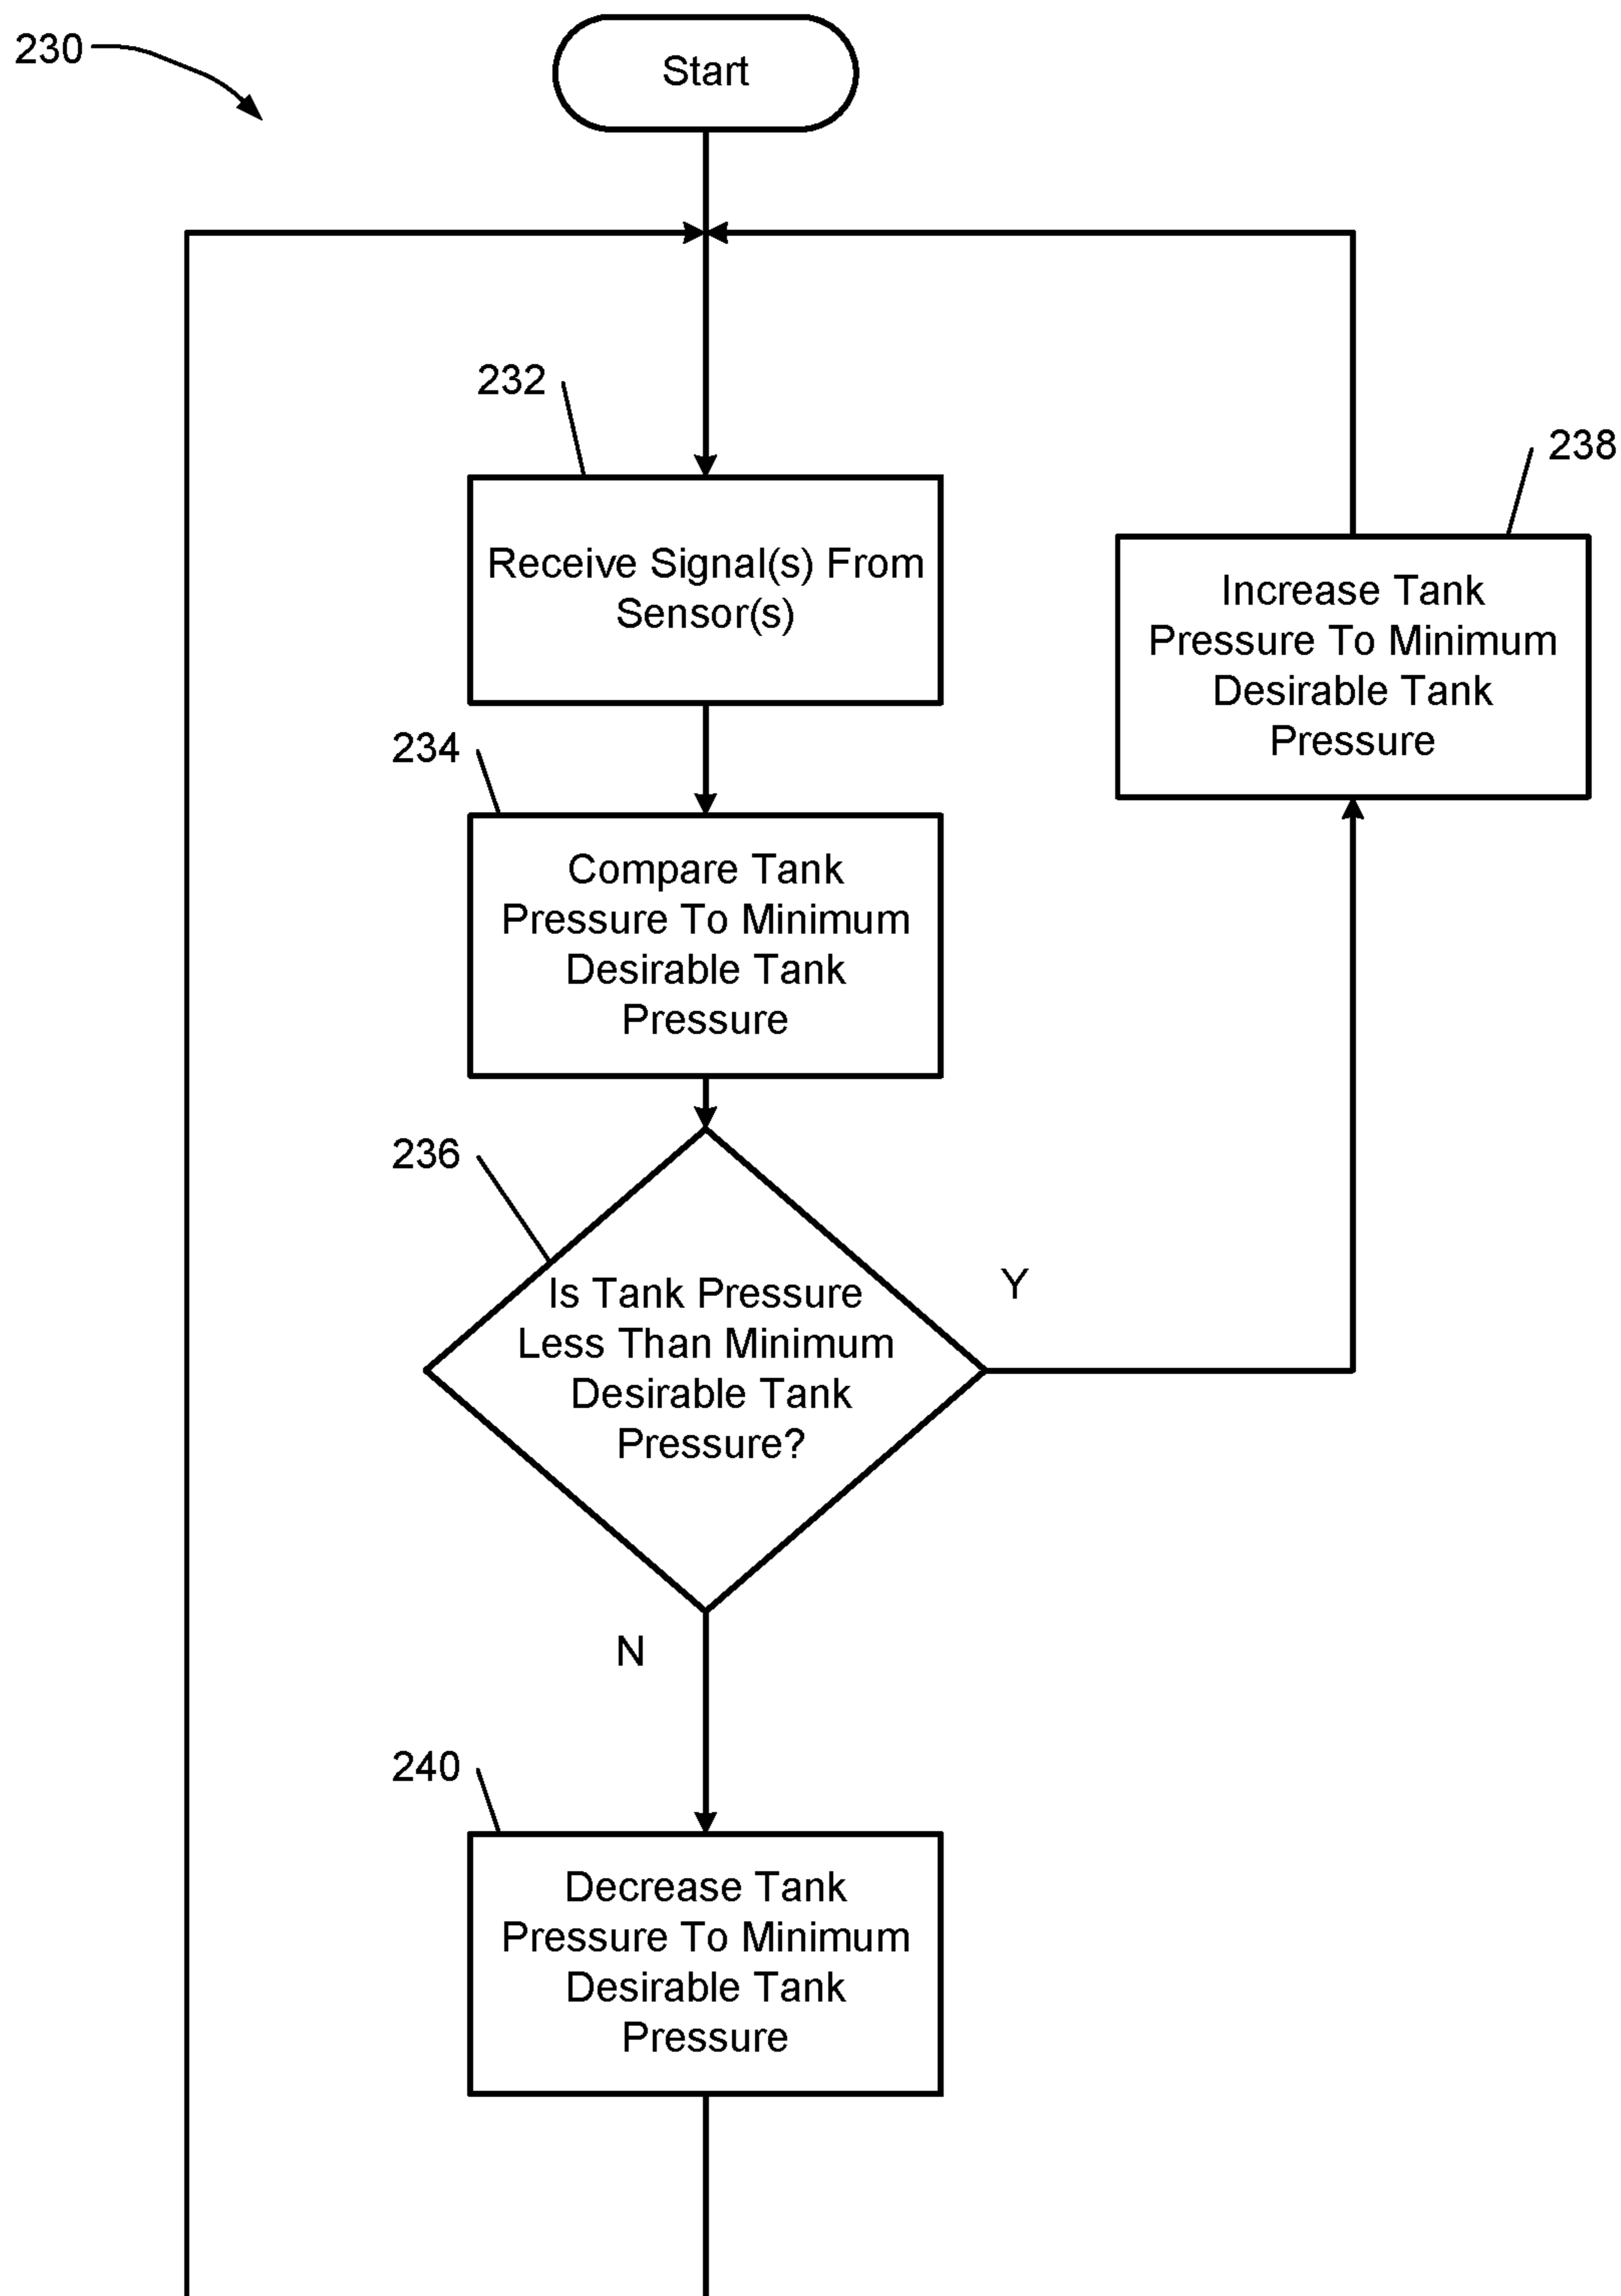 230
Start
232
Receive Signal(s) From
Sensor(s)
238
Increase Tank
Pressure To Minimum
Desirable Tank
Pressure
234
Compare Tank
Pressure To Minimum
Desirable Tank
Pressure
236
Is Tank Pressure
Less Than Minimum
Desirable Tank
Pressure?
Y
N
240
Decrease Tank
Pressure To Minimum
Desirable Tank
Pressure